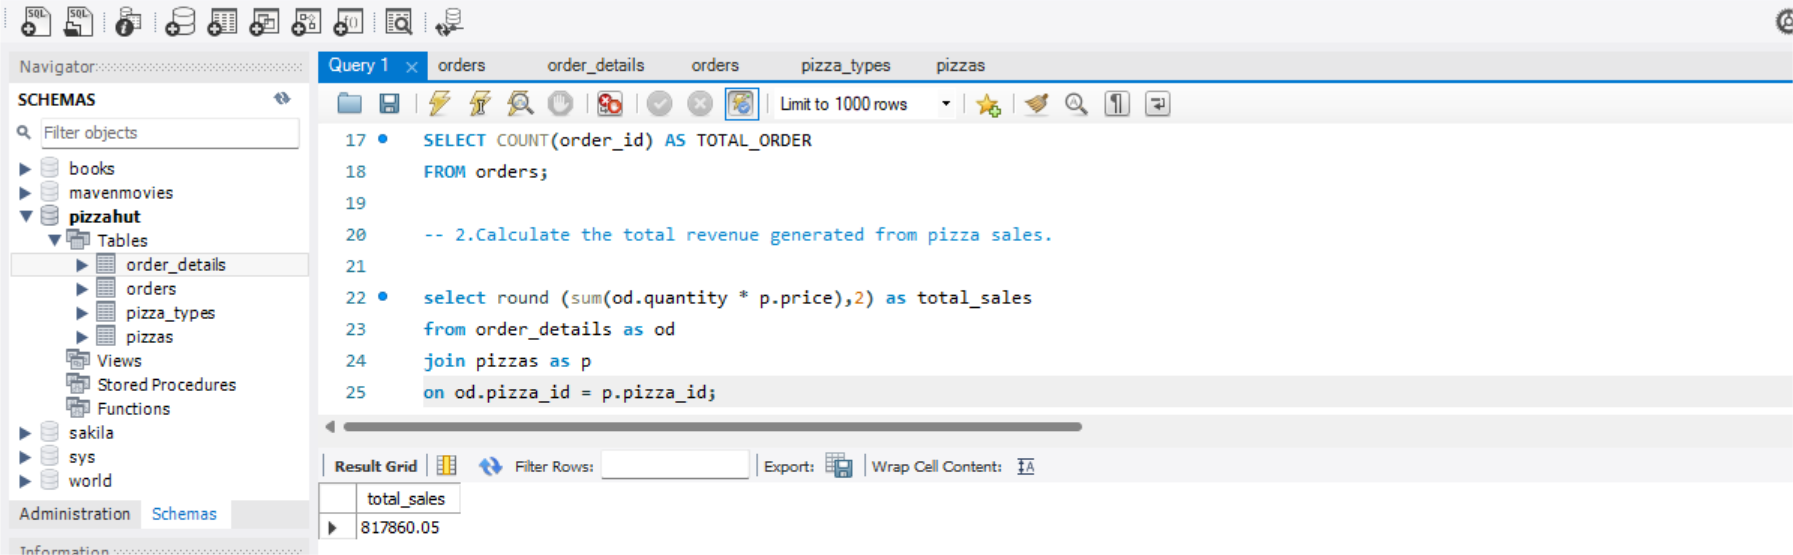 SQL SQL
Navigator
SCHEMAS
Filter objects
books
mavenmovies
pizzahut
Tables
order_details
orders
pizza_types
pizzas
Views
Stored Procedures
Functions
sakila
sys
world
Administration Schemas
Information
Query 1 orders order_details orders pizza_types pizzas
Limit to 1000 rows
17 SELECT COUNT(order_id) AS TOTAL_ORDER
18 FROM orders;
19
20 -- 2.Calculate the total revenue generated from pizza sales.
21
22 select round (sum(od.quantity * p.price),2) as total_sales
23 from order_details as od
24 join pizzas as p
25 on od.pizza_id = p.pizza_id;
Result Grid Filter Rows: Export: Wrap Cell Content:
total_sales
817860.05